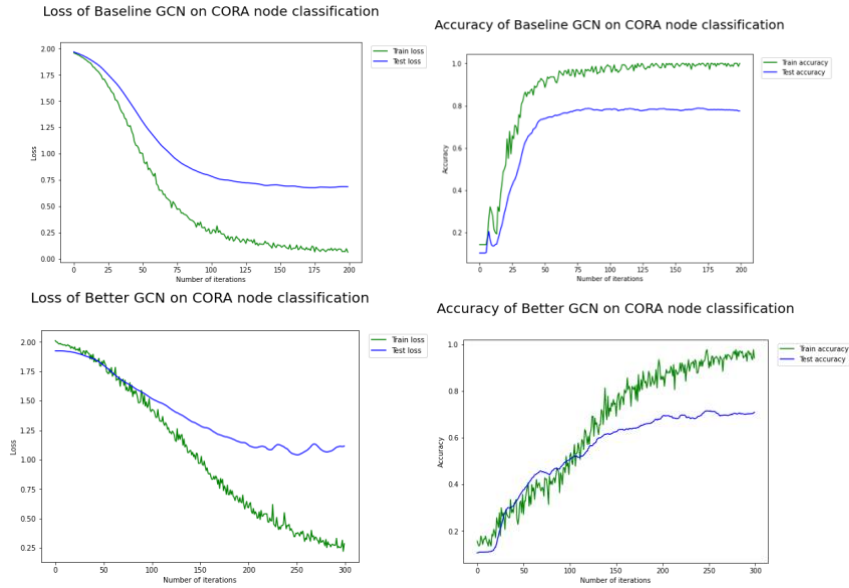 Loss of Baseline GCN on CORA node classification
2.00
1.75
1.50
1.25
1.00
0.75
0.50
0.25
0.00
Loss
0
25
50
75
100
125
150
175
200
Number of iterations
Train loss
Test loss
Accuracy of Baseline GCN on CORA node classification
1.0
0.8
0.6
0.4
0.2
Accuracy
0
25
50
75
100
125
150
175
200
Number of iterations
Train accuracy
Test accuracy
Loss of Better GCN on CORA node classification
2.00
1.75
1.50
1.25
1.00
0.75
0.50
0.25
Loss
0
50
100
150
200
250
300
Number of iterations
Train loss
Test loss
Accuracy of Better GCN on CORA node classification
1.0
0.8
0.6
0.4
0.2
Accuracy
0
50
100
150
200
250
300
Number of iterations
Train accuracy
Test accuracy